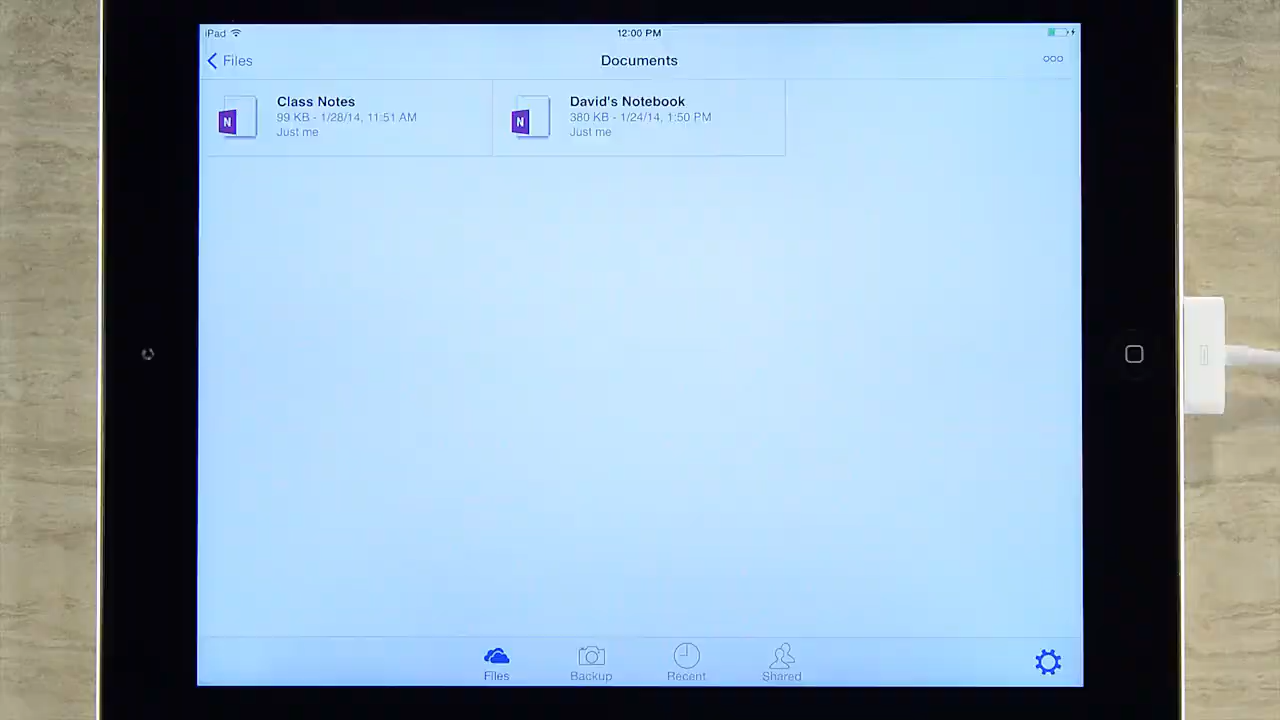 iPad
12:00 PM
Files
Documents
ooo
Class Notes
99 KB - 1/28/14, 11:51 AM
Just me
David's Notebook
380 KB - 1/24/14, 1:50 PM
Just me
N
N
Files
Backup
Recent
Shared